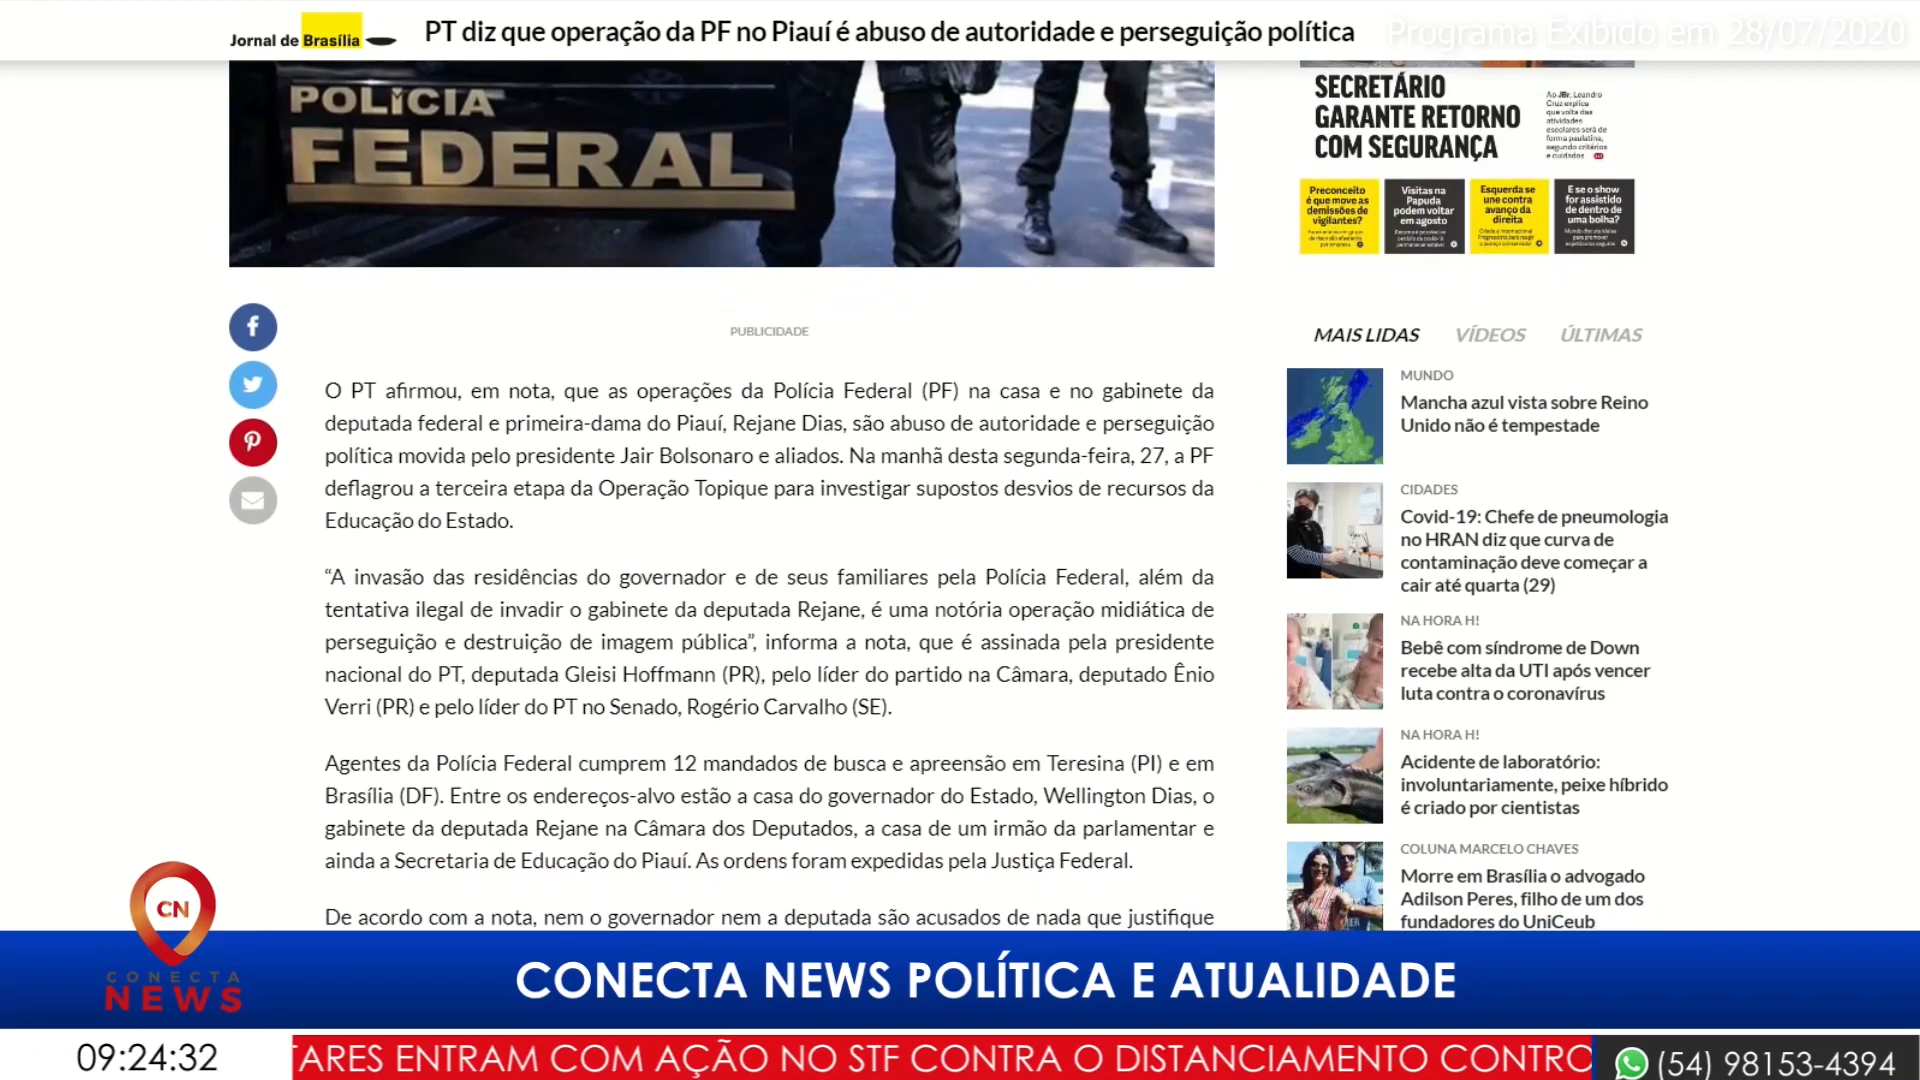 Jornal de Brasília
PT diz que operação da PF no Piauí é abuso de autoridade e perseguição política
Programa Exibido em 28/07/2020
POLÍCIA
FEDERAL
SECRETÁRIO
GARANTE RETORNO
COM SEGURANÇA
Ao JBr, Leandro
Cruz explica
que volta das
atividades
escolares será de
forma paulatina,
segundo critérios
e cuidados
Preconceito
é que move as
demissões de
vigilantes?
Visitas na
Papuda
podem voltar
em agosto
Esquerda se
une contra
avanço da
direita
E se o show
for assistido
de dentro de
uma bolha?
PUBLICIDADE
O PT afirmou, em nota, que as operações da Polícia Federal (PF) na casa e no gabinete da
deputada federal e primeira-dama do Piauí, Rejane Dias, são abuso de autoridade e perseguição
política movida pelo presidente Jair Bolsonaro e aliados. Na manhã desta segunda-feira, 27, a PF
deflagrou a terceira etapa da Operação Topique para investigar supostos desvios de recursos da
Educação do Estado.
“A invasão das residências do governador e de seus familiares pela Polícia Federal, além da
tentativa ilegal de invadir o gabinete da deputada Rejane, é uma notória operação midiática de
perseguição e destruição de imagem pública”, informa a nota, que é assinada pela presidente
nacional do PT, deputada Gleisi Hoffmann (PR), pelo líder do partido na Câmara, deputado Ênio
Verri (PR) e pelo líder do PT no Senado, Rogério Carvalho (SE).
Agentes da Polícia Federal cumprem 12 mandados de busca e apreensão em Teresina (PI) e em
Brasília (DF). Entre os endereços-alvo estão a casa do governador do Estado, Wellington Dias, o
gabinete da deputada Rejane na Câmara dos Deputados, a casa de um irmão da parlamentar e
ainda a Secretaria de Educação do Piauí. As ordens foram expedidas pela Justiça Federal.
De acordo com a nota, nem o governador nem a deputada são acusados de nada que justifique
MAIS LIDAS VÍDEOS ÚLTIMAS
MUNDO
Mancha azul vista sobre Reino
Unido não é tempestade
CIDADES
Covid-19: Chefe de pneumologia
no HRAN diz que curva de
contaminação deve começar a
cair até quarta (29)
NA HORA H!
Bebê com síndrome de Down
recebe alta da UTI após vencer
luta contra o coronavírus
NA HORA H!
Acidente de laboratório:
involuntariamente, peixe híbrido
é criado por cientistas
COLUNA MARCELO CHAVES
Morre em Brasília o advogado
Adilson Peres, filho de um dos
fundadores do UniCeub
CN
CONECTA
NEWS
CONECTA NEWS POLÍTICA E ATUALIDADE
09:24:32
TARES ENTRAM COM AÇÃO NO STF CONTRA O DISTANCIAMENTO CONTRO
(54) 98153-4394